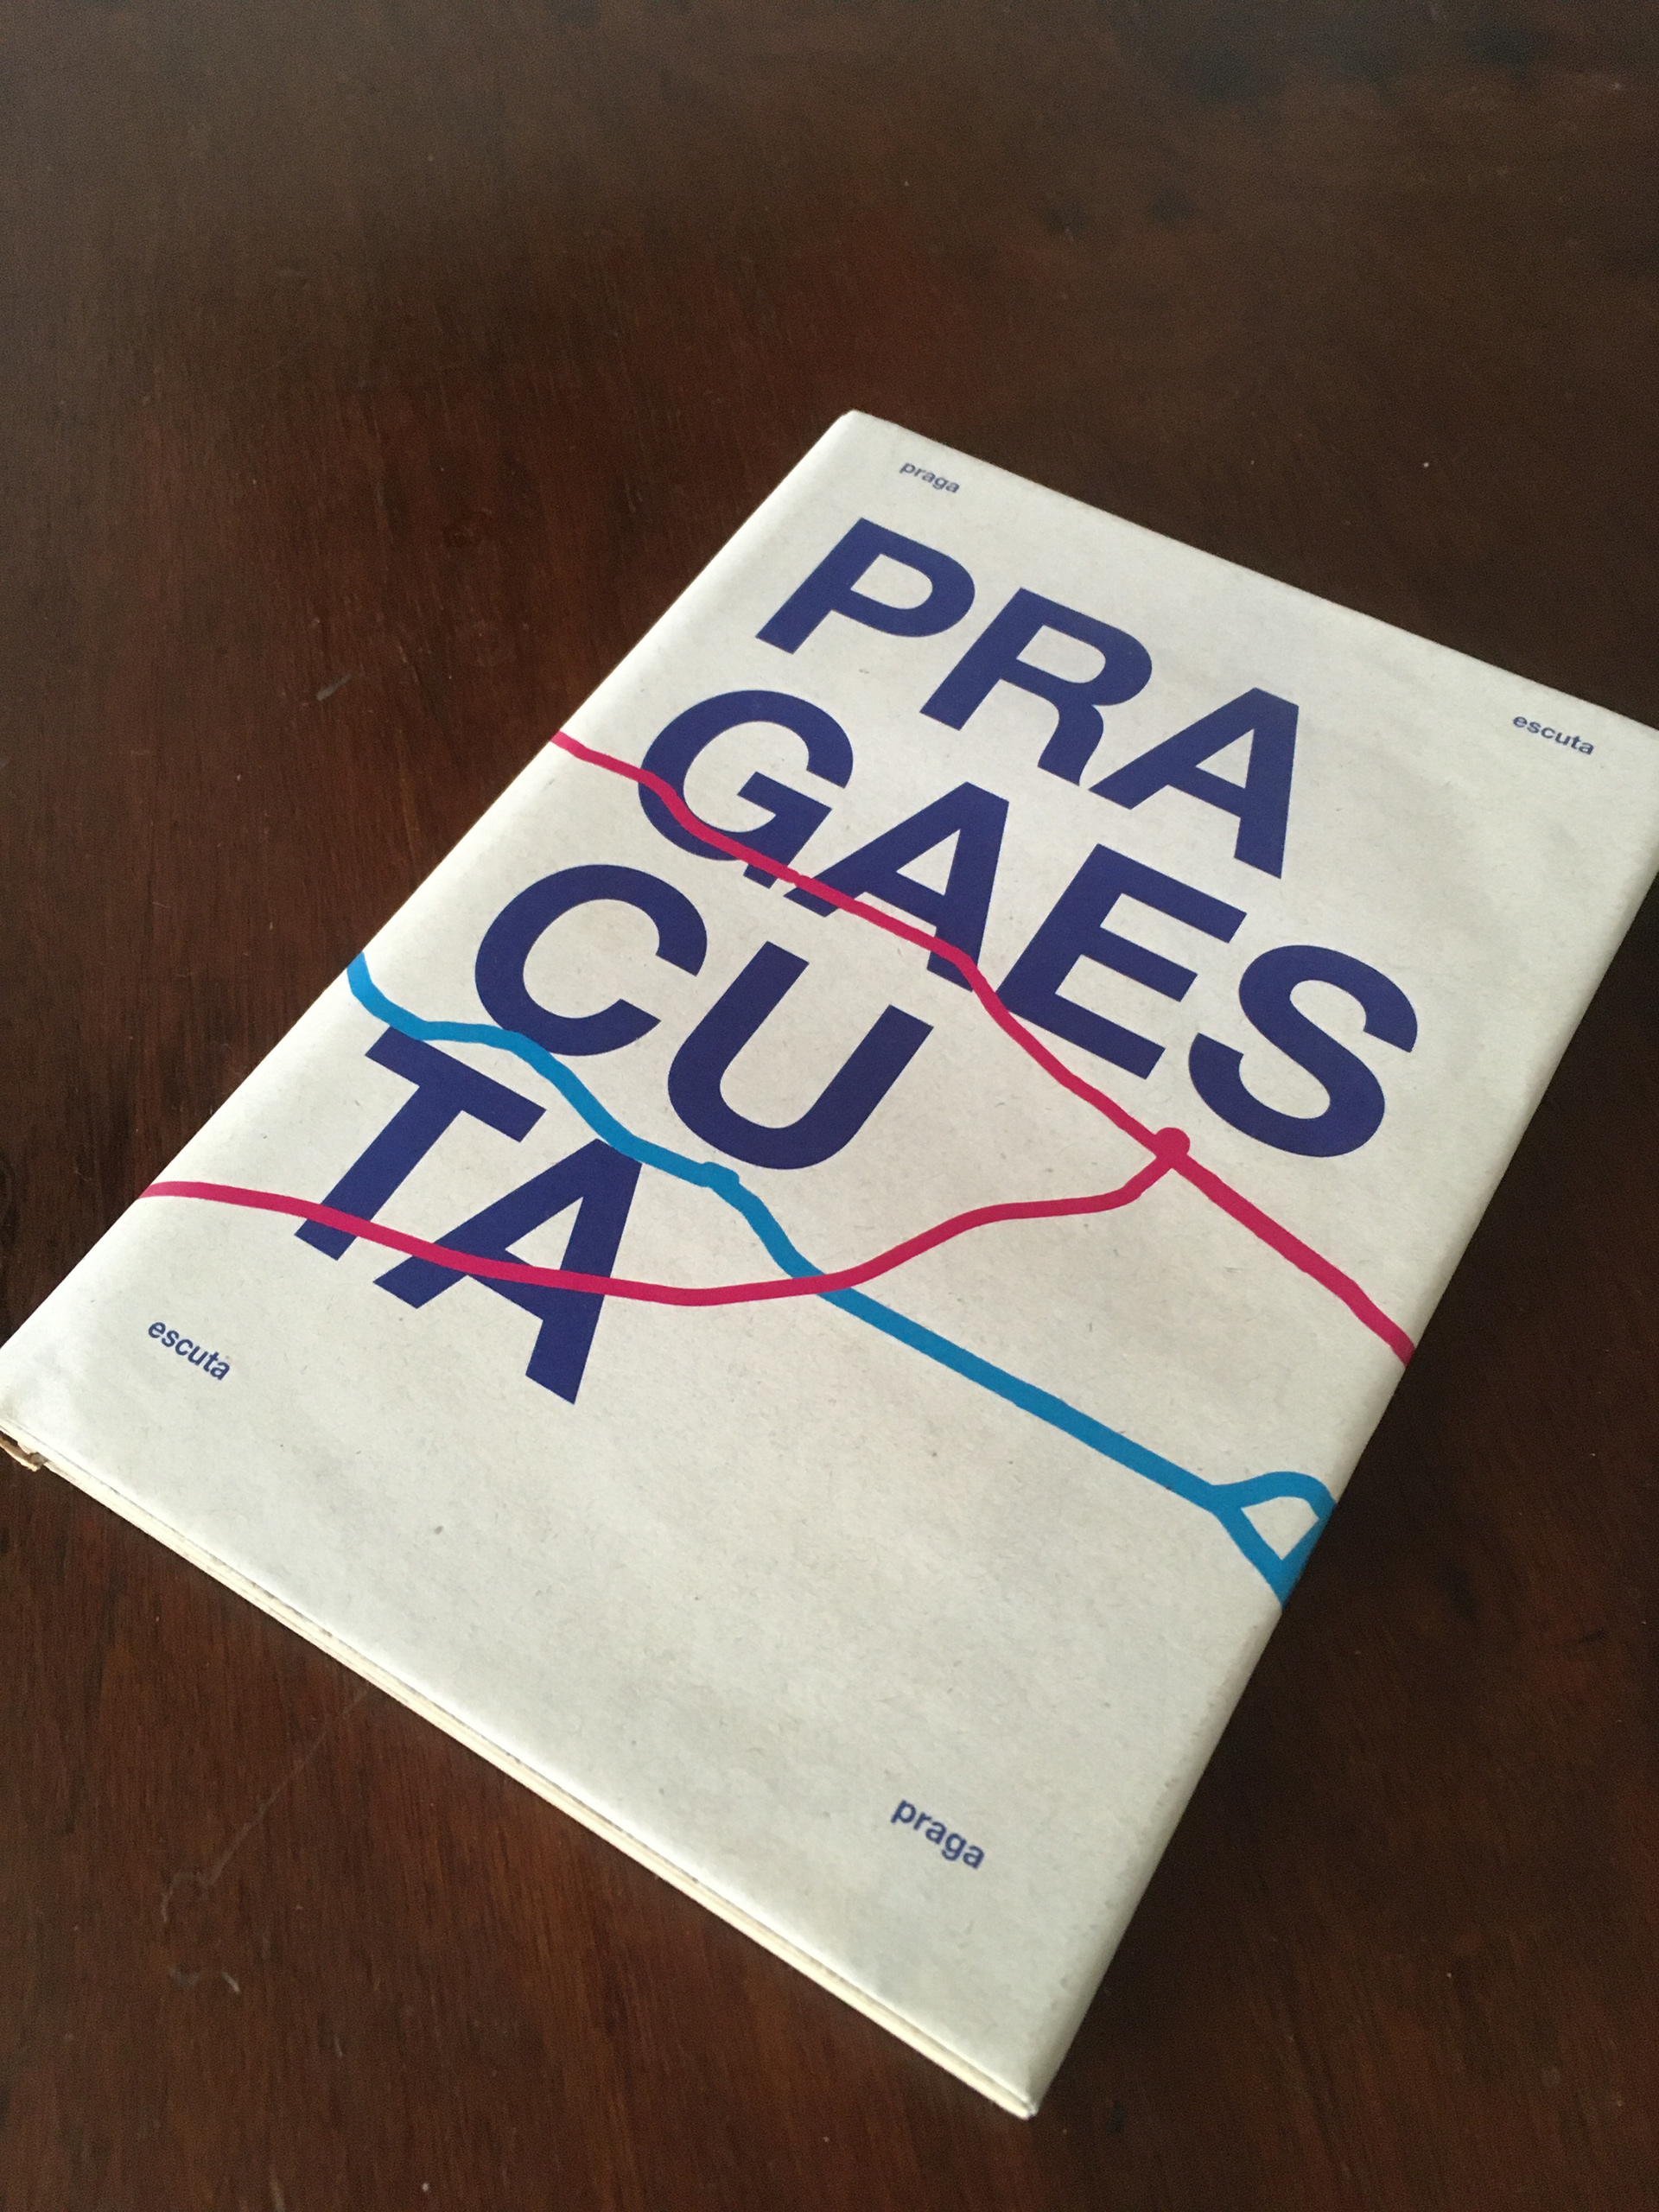 praga
escuta
PRA
GAES
CU
TA
escuta
praga